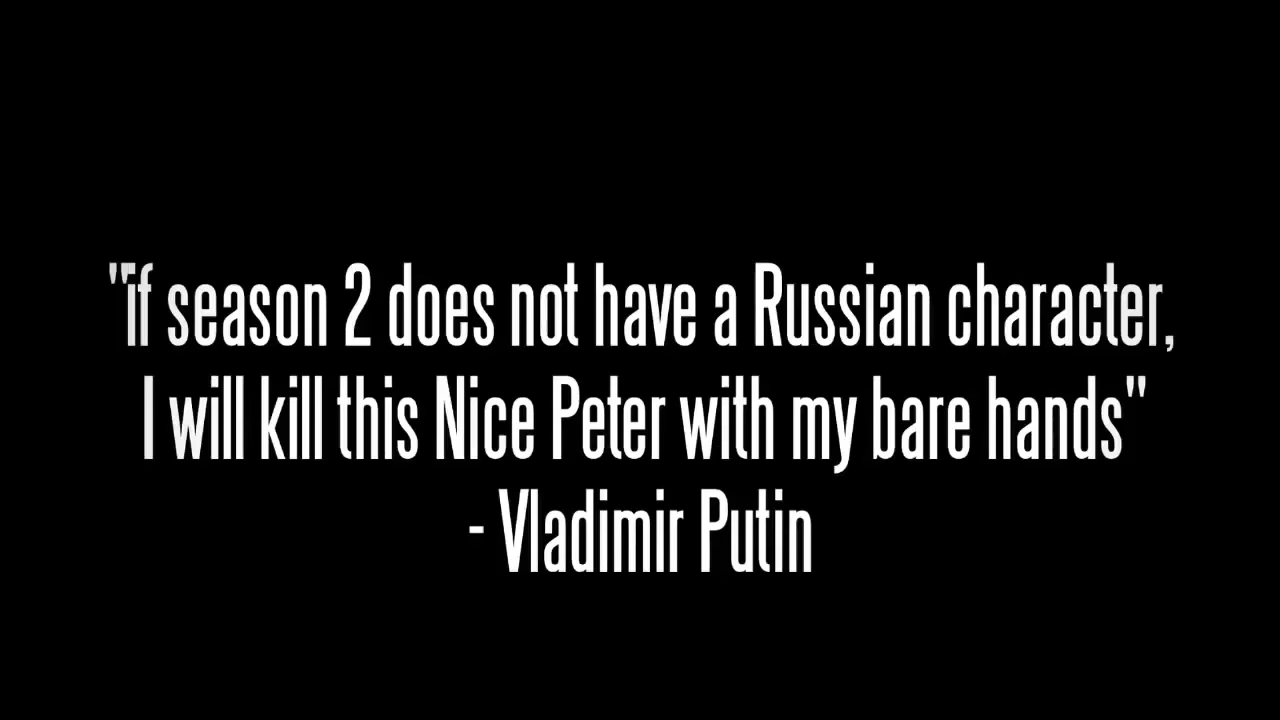 "if season 2 does not have a Russian character,
I will kill this Nice Peter with my bare hands"
- Vladimir Putin